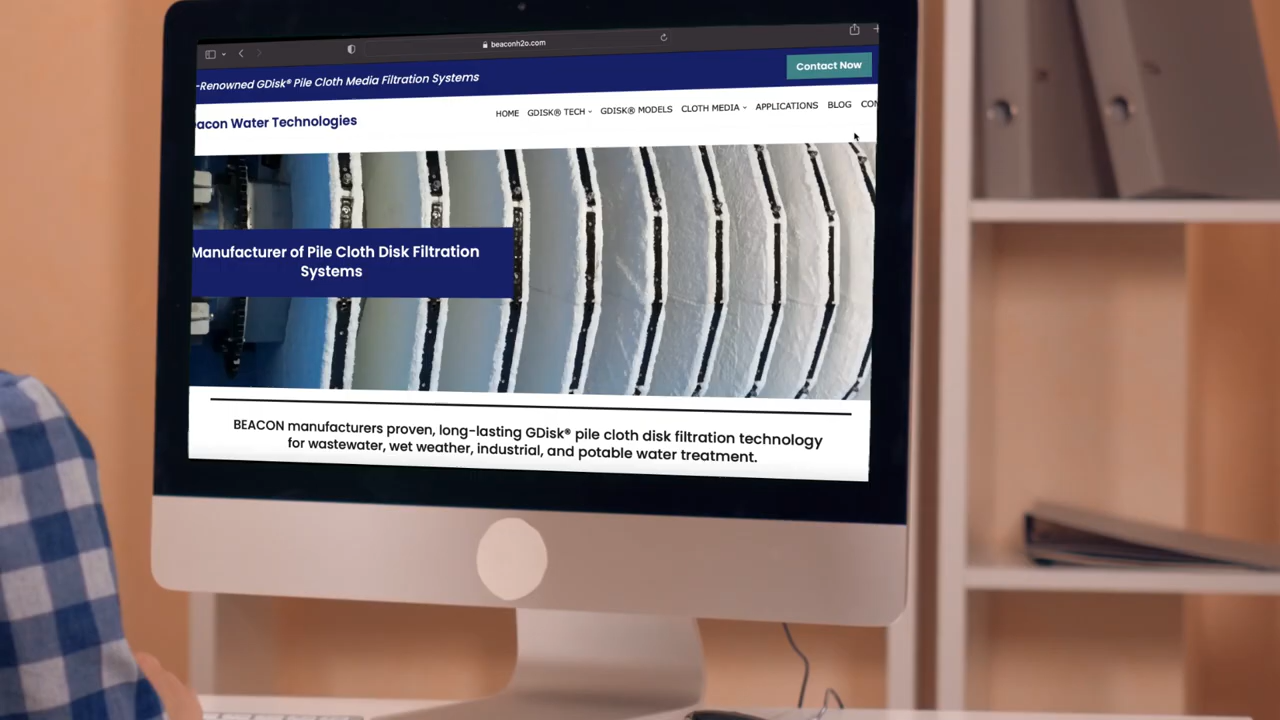 beaconh2o.com
-Renowned GDisk® Pile Cloth Media Filtration Systems
Contact Now
eacon Water Technologies
HOME GDISK® TECH GDISK® MODELS CLOTH MEDIA APPLICATIONS BLOG CON
Manufacturer of Pile Cloth Disk Filtration
Systems
BEACON manufacturers proven, long-lasting GDisk® pile cloth disk filtration technology
for wastewater, wet weather, industrial, and potable water treatment.